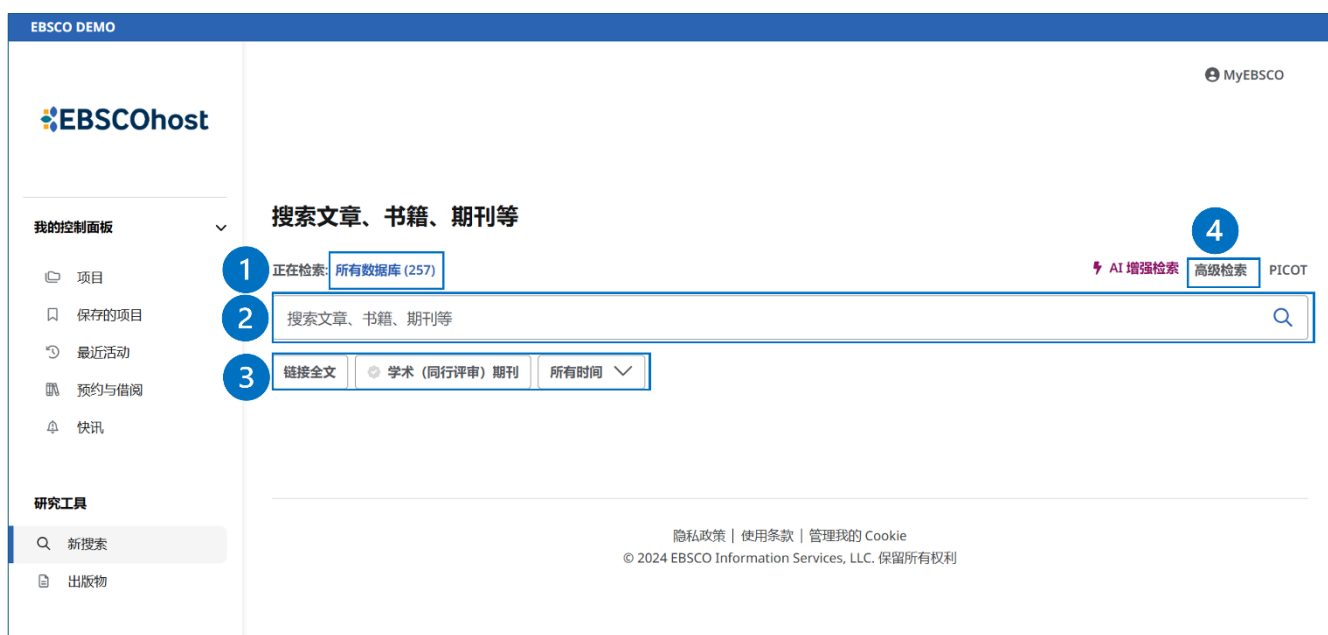 EBSCO DEMO
MyEBSCO
EBSCOhost
我的控制面板
项目
保存的项目
最近活动
预约与借阅
快讯
研究工具
新搜索
出版物
搜索文章、书籍、期刊等
4
1 正在检索: 所有数据库 (257) AI 增强检索 高级检索 PICOT
2 搜索文章、书籍、期刊等
3 链接全文 学术（同行评审）期刊 所有时间
隐私政策 | 使用条款 | 管理我的 Cookie
© 2024 EBSCO Information Services, LLC. 保留所有权利